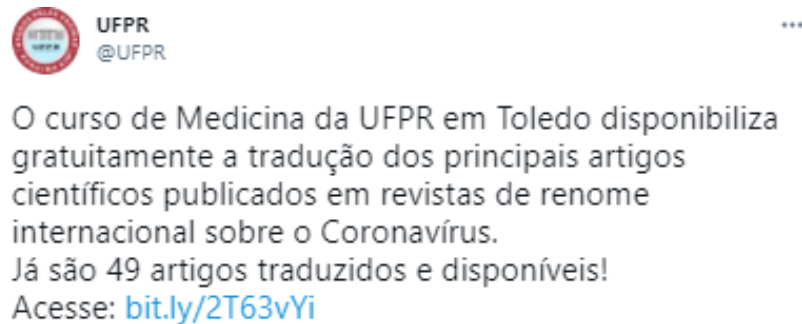 UFPR
@UFPR
O curso de Medicina da UFPR em Toledo disponibiliza
gratuitamente a tradução dos principais artigos
científicos publicados em revistas de renome
internacional sobre o Coronavírus.
Já são 49 artigos traduzidos e disponíveis!
Acesse: bit.ly/2T63vYi